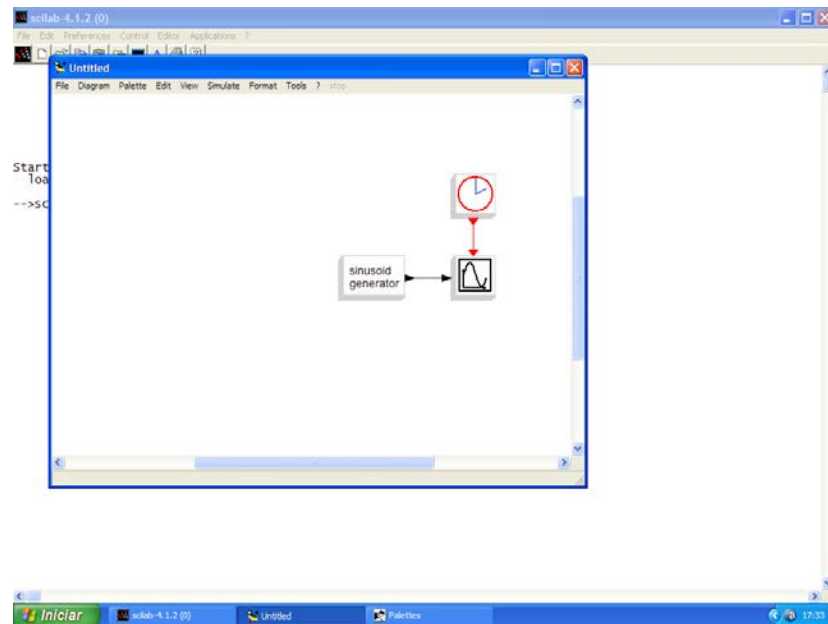 scilab-4.1.2 (0)
File Edit Preferences Control Editor Applications ?
Untitled
File Diagram Palette Edit View Simulate Format Tools ? stop
Start
loa
-->sc
sinusoid
generator
Iniciar scilab-4.1.2 (0) Untitled Palettes 17:33